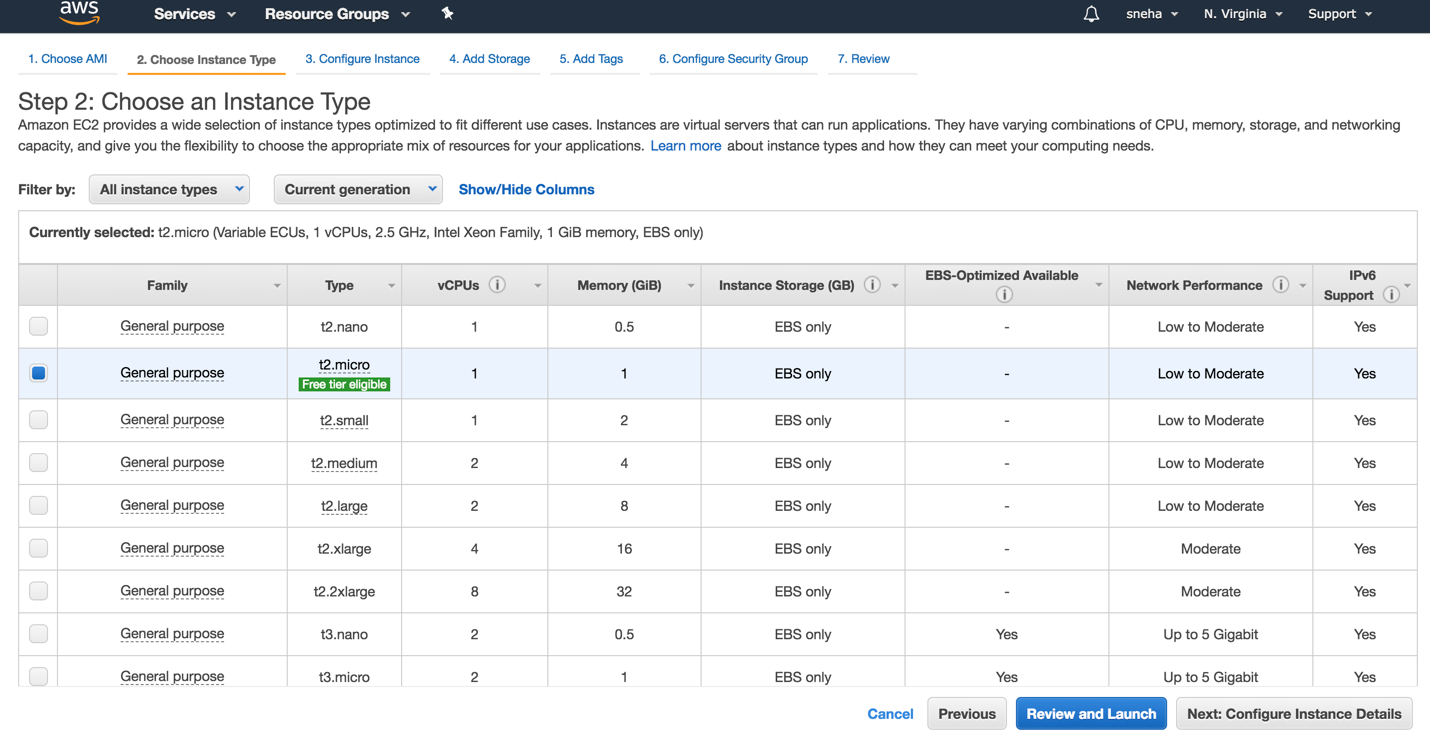 aws Services Resource Groups sneha N. Virginia Support
1. Choose AMI 2. Choose Instance Type 3. Configure Instance 4. Add Storage 5. Add Tags 6. Configure Security Group 7. Review
Step 2: Choose an Instance Type
Amazon EC2 provides a wide selection of instance types optimized to fit different use cases. Instances are virtual servers that can run applications. They have varying combinations of CPU, memory, storage, and networking
capacity, and give you the flexibility to choose the appropriate mix of resources for your applications. Learn more about instance types and how they can meet your computing needs.
Filter by: All instance types Current generation Show/Hide Columns
Currently selected: t2.micro (Variable ECUs, 1 vCPUs, 2.5 GHz, Intel Xeon Family, 1 GiB memory, EBS only)
Family Type vCPUs i Memory (GiB) Instance Storage (GB) i EBS-Optimized Available i Network Performance i IPv6 Support i
General purpose t2.nano 1 0.5 EBS only - Low to Moderate Yes
General purpose t2.micro Free tier eligible 1 1 EBS only - Low to Moderate Yes
General purpose t2.small 1 2 EBS only - Low to Moderate Yes
General purpose t2.medium 2 4 EBS only - Low to Moderate Yes
General purpose t2.large 2 8 EBS only - Low to Moderate Yes
General purpose t2.xlarge 4 16 EBS only - Moderate Yes
General purpose t2.2xlarge 8 32 EBS only - Moderate Yes
General purpose t3.nano 2 0.5 EBS only Yes Up to 5 Gigabit Yes
General purpose t3.micro 2 1 EBS only Yes Up to 5 Gigabit Yes
Cancel Previous Review and Launch Next: Configure Instance Details